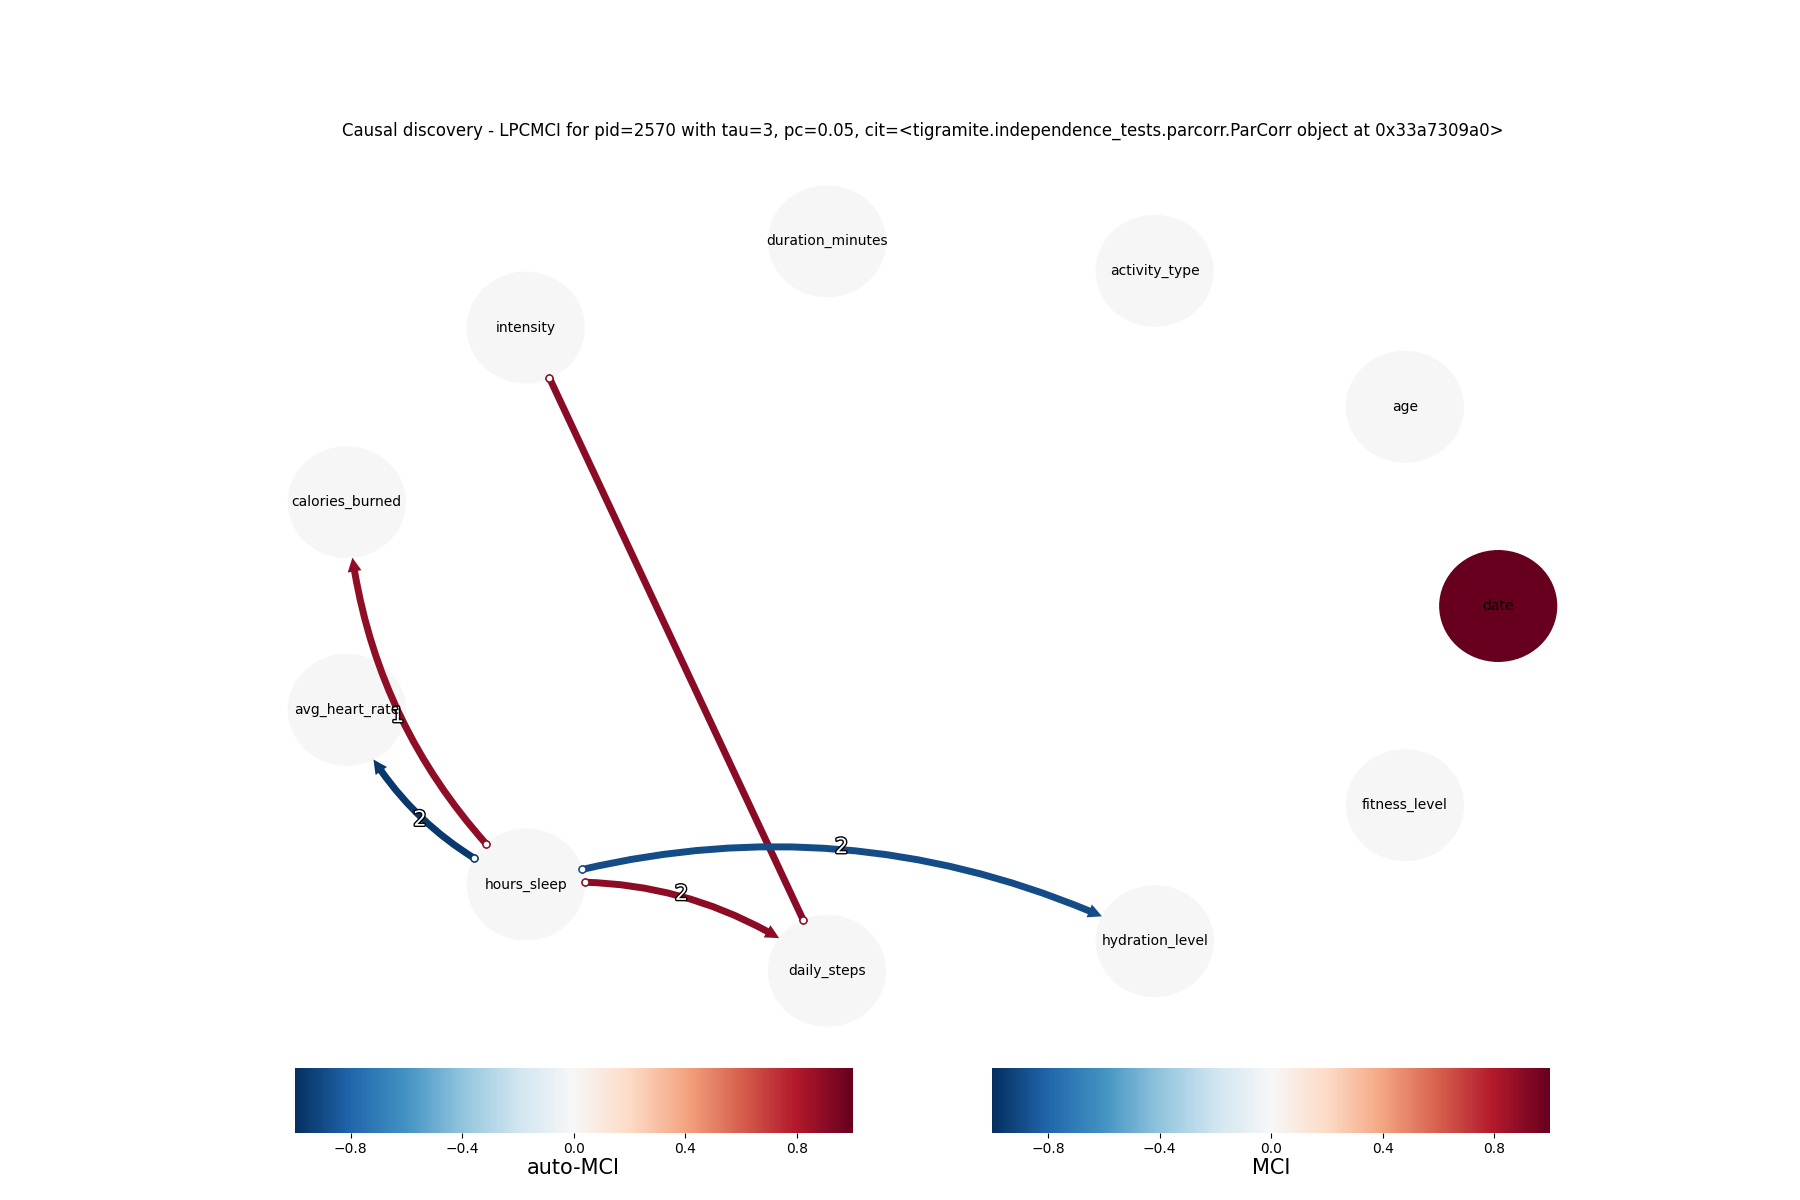 Causal discovery - LPCMCI for pid=2570 with tau=3, pc=0.05, cit=<tigramite.independence_tests.parcorr.ParCorr object at 0x33a7309a0>
duration_minutes
activity_type
intensity
age
calories_burned
date
avg_heart_rate
1
2
fitness_level
2
hours_sleep
2
hydration_level
daily_steps
−0.8 −0.4 0.0 0.4 0.8
auto-MCI
−0.8 −0.4 0.0 0.4 0.8
MCI